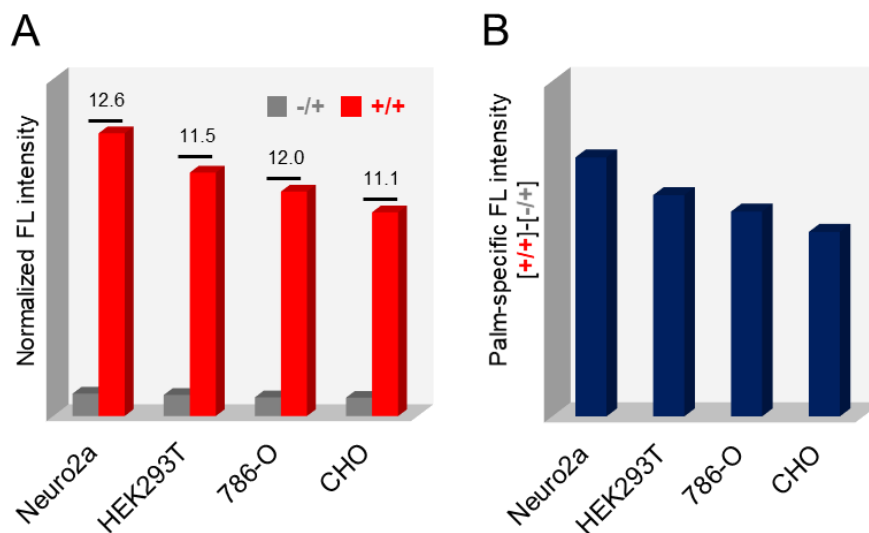 A
Normalized FL intensity
12.6
11.5
12.0
11.1
-/+
+/+
Neuro2a
HEK293T
786-O
CHO
B
Palm-specific FL intensity
[+/+]-[-/+]
Neuro2a
HEK293T
786-O
CHO